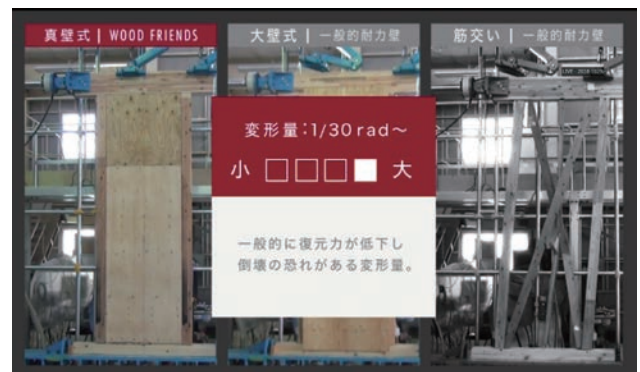 真壁式 | WOOD FRIENDS
大壁式 | 一般的耐力壁
筋交い | 一般的耐力壁
変形量:1/30rad〜
小 □□□■ 大
一般的に復元力が低下し
倒壊の恐れがある変形量。